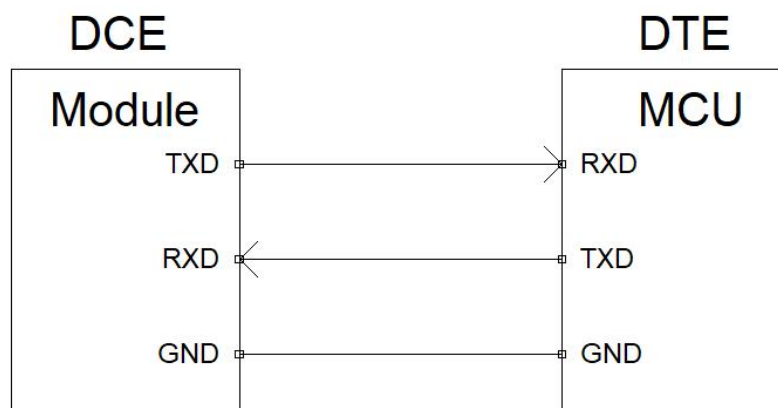 DCE DTE
Module MCU
TXD RXD
RXD TXD
GND GND